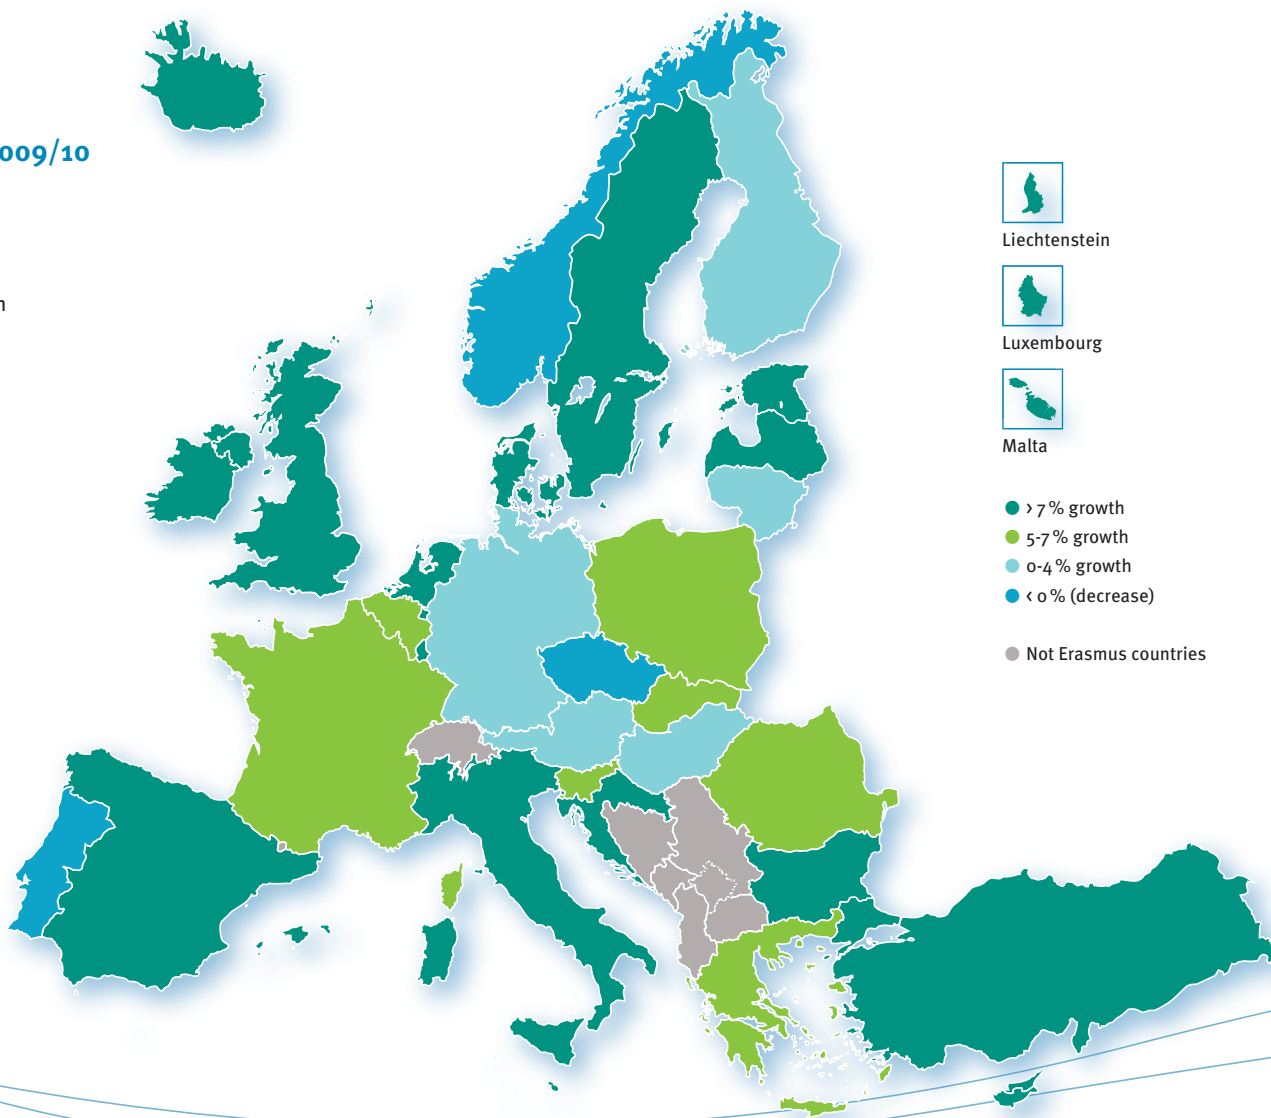 009/10
n
Liechtenstein
Luxembourg
Malta
> 7 % growth
5-7 % growth
0-4 % growth
< 0 % (decrease)
Not Erasmus countries